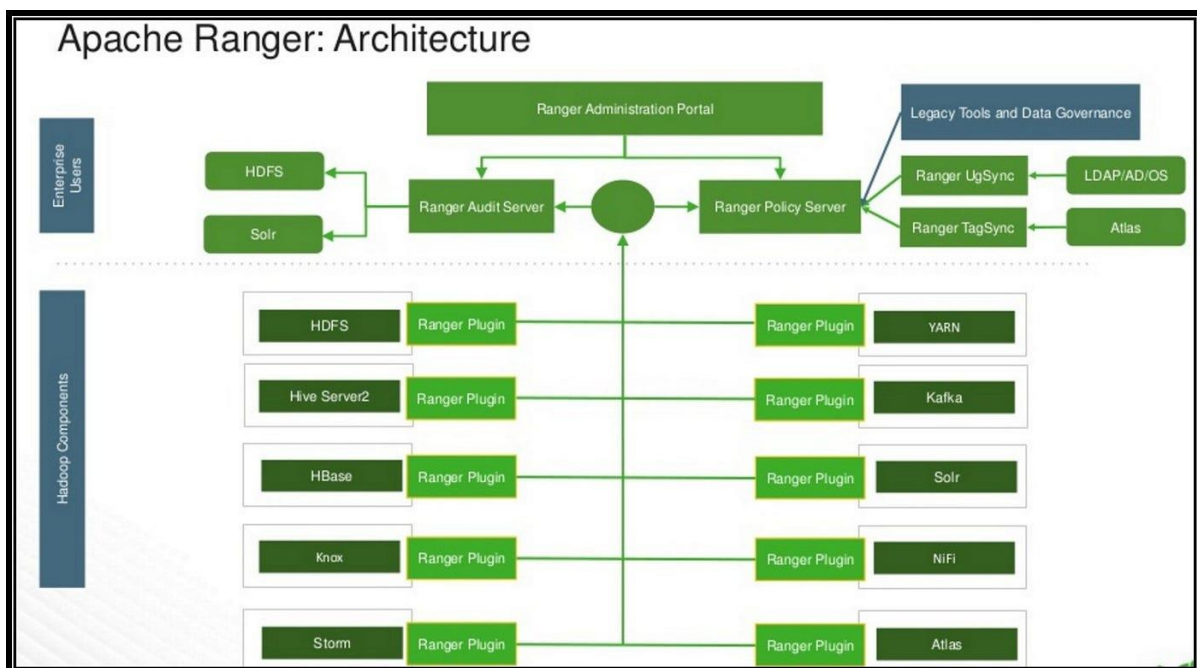 Apache Ranger: Architecture
Enterprise
Users
Ranger Administration Portal
Legacy Tools and Data Governance
HDFS
Solr
Ranger Audit Server
Ranger Policy Server
Ranger UgSync
LDAP/AD/OS
Ranger TagSync
Atlas
Hadoop Components
HDFS
Ranger Plugin
Ranger Plugin
YARN
Hive Server2
Ranger Plugin
Ranger Plugin
Kafka
HBase
Ranger Plugin
Ranger Plugin
Solr
Knox
Ranger Plugin
Ranger Plugin
NiFi
Storm
Ranger Plugin
Ranger Plugin
Atlas